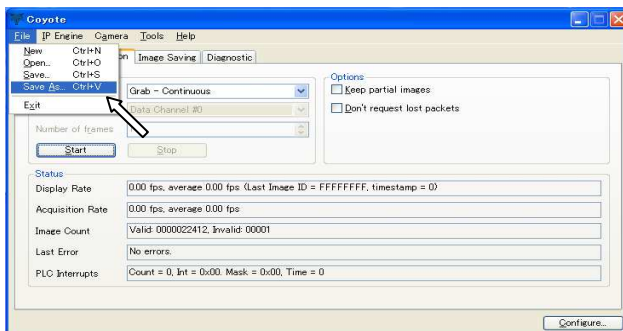 Coyote
File IP Engine Camera Tools Help
New Ctrl+N
Open... Ctrl+O
Save... Ctrl+S
Save As... Ctrl+V
Exit
on Image Saving Diagnostic
Grab - Continuous
Data Channel #0
Number of frames
Start Stop
Options
Keep partial images
Don't request lost packets
Status
Display Rate 0.00 fps, average 0.00 fps (Last Image ID = FFFFFFFF, timestamp = 0)
Acquisition Rate 0.00 fps, average 0.00 fps
Image Count Valid: 0000022412, Invalid: 00001
Last Error No errors.
PLC Interrupts Count = 0, Int = 0x00. Mask = 0x00, Time = 0
Configure...